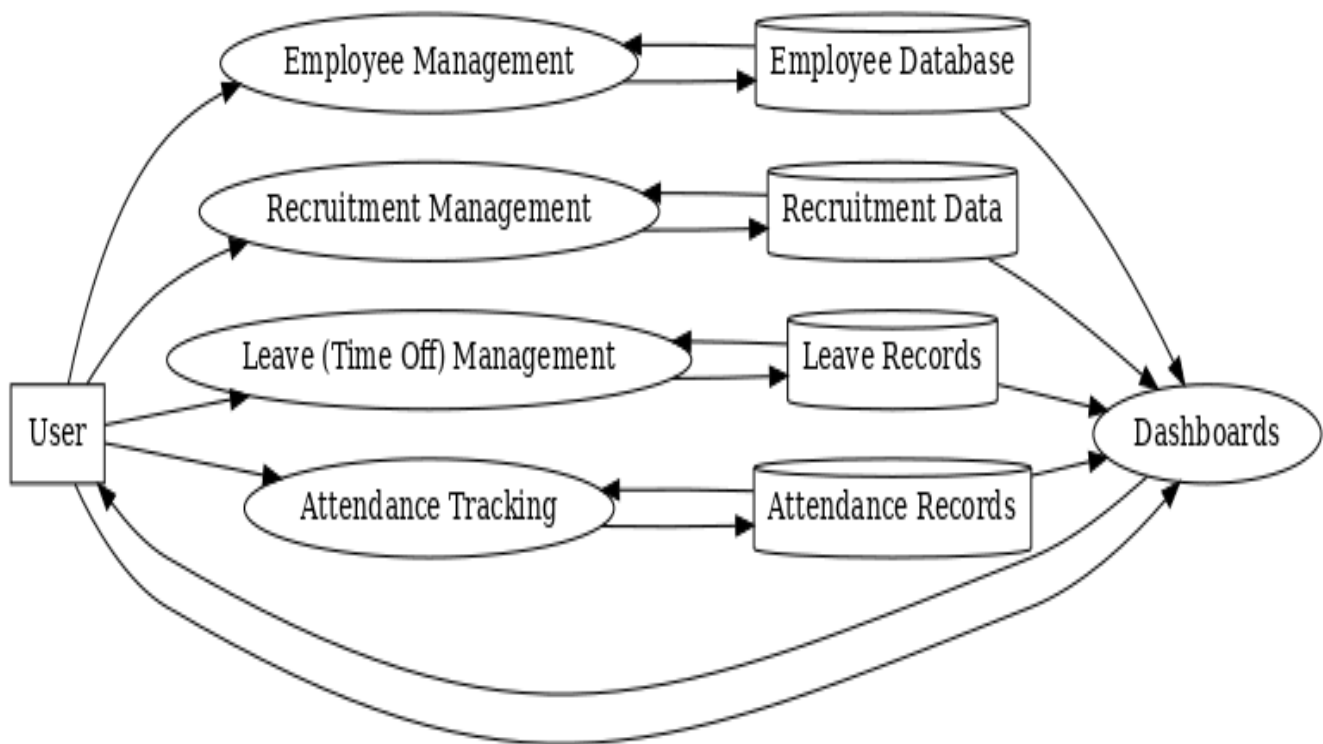 Employee Management
Employee Database
Recruitment Management
Recruitment Data
Leave (Time Off) Management
Leave Records
User
Dashboards
Attendance Tracking
Attendance Records